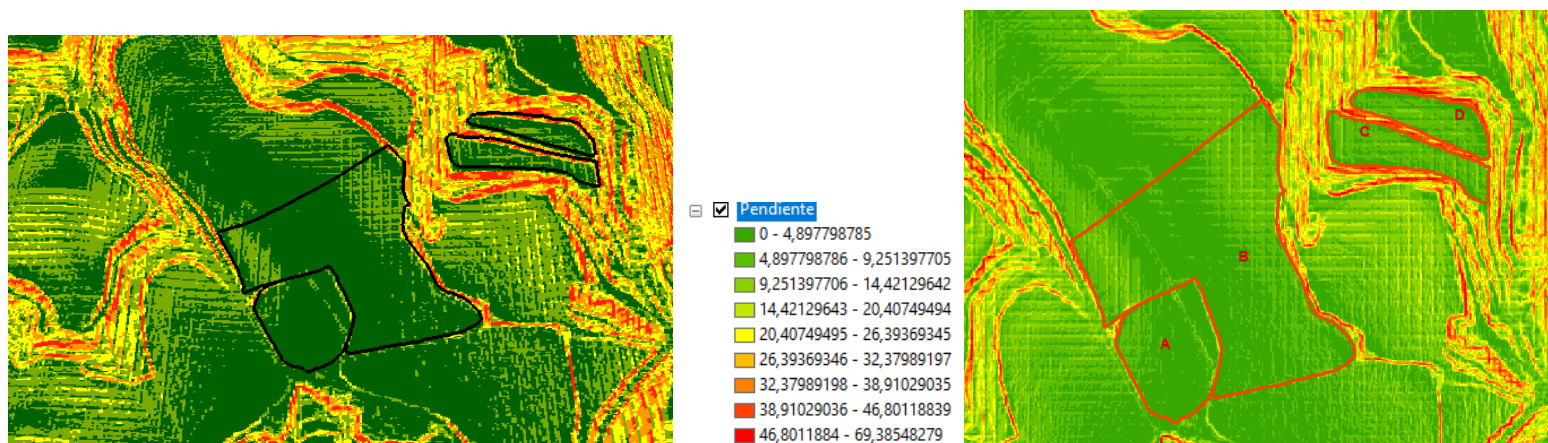 Pendiente
0 - 4,897798785
4,897798786 - 9,251397705
9,251397706 - 14,42129642
14,42129643 - 20,40749494
20,40749495 - 26,39369345
26,39369346 - 32,37989197
32,37989198 - 38,91029035
38,91029036 - 46,80118839
46,8011884 - 69,38548279
D
C
B
A